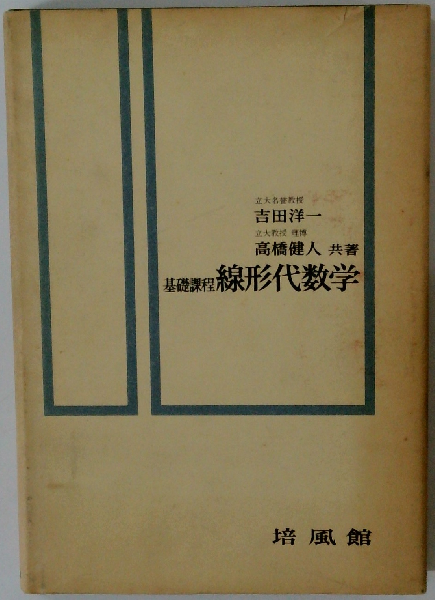 立大名誉教授
吉田洋一
立大教授 理博
高橋健人 共著
基礎課程 線形代数学
培風館